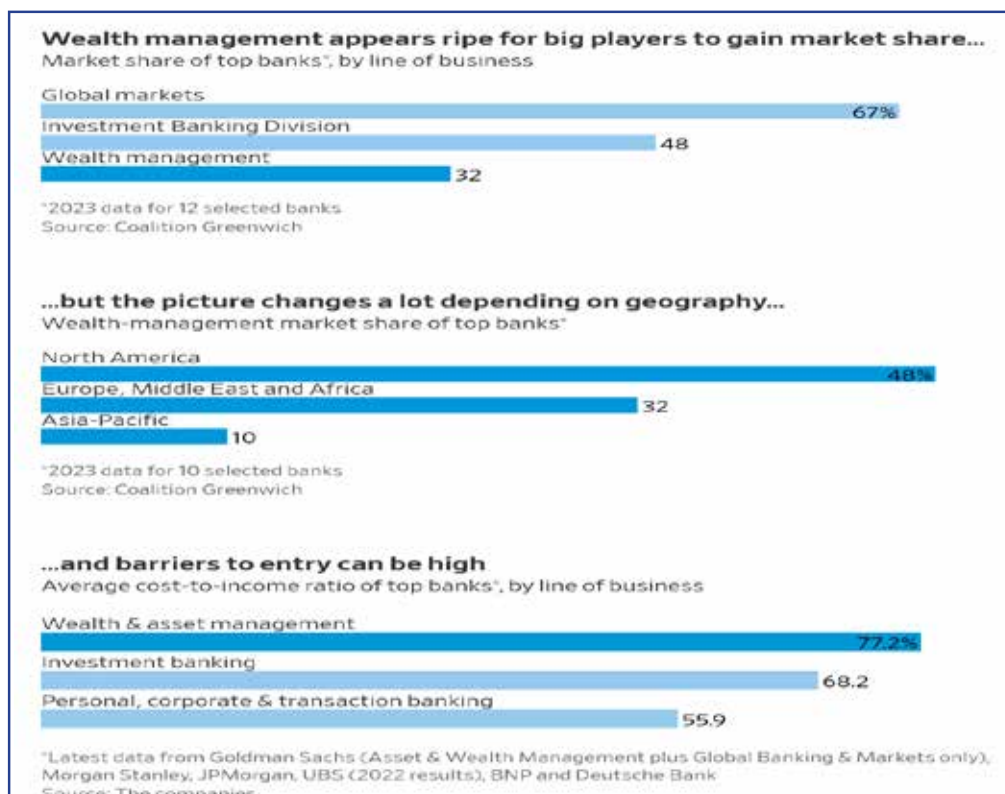 Wealth management appears ripe for big players to gain market share...
Market share of top banks*, by line of business
Global markets
67%
Investment Banking Division
48
Wealth management
32
*2023 data for 12 selected banks
Source: Coalition Greenwich
...but the picture changes a lot depending on geography...
Wealth-management market share of top banks*
North America
48%
Europe, Middle East and Africa
32
Asia-Pacific
10
*2023 data for 10 selected banks
Source: Coalition Greenwich
...and barriers to entry can be high
Average cost-to-income ratio of top banks*, by line of business
Wealth & asset management
77.2%
Investment banking
68.2
Personal, corporate & transaction banking
55.9
*Latest data from Goldman Sachs (Asset & Wealth Management plus Global Banking & Markets only),
Morgan Stanley, JPMorgan, UBS (2022 results), BNP and Deutsche Bank
Source: The companies